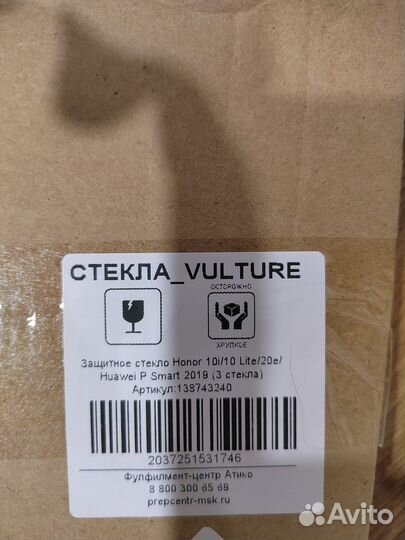 СТЕКЛА_VULTURE
ОСТОРОЖНО
ХРУПКОЕ
Защитное стекло Honor 10i/10 Lite/20e/
Huawei P Smart 2019 (3 стекла)
Артикул:138743240
2037251531746
Фулфилмент-центр Атико
8 800 300 65 69
prepcentr-msk.ru
Avito